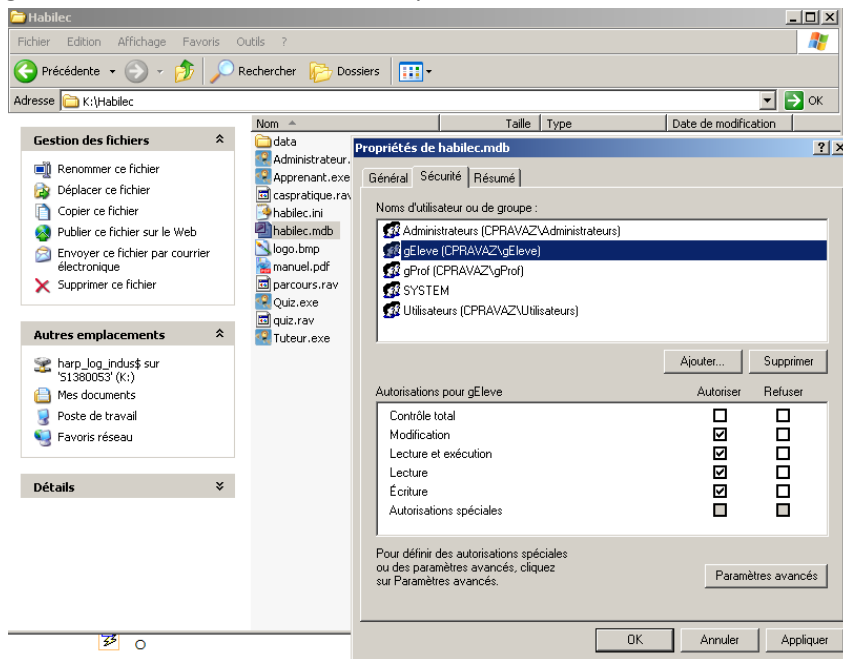 Habilec
Fichier Edition Affichage Favoris Outils ?
Précédente Rechercher Dossiers
Adresse K:\Habilec OK
Gestion des fichiers
Renommer ce fichier
Déplacer ce fichier
Copier ce fichier
Publier ce fichier sur le Web
Envoyer ce fichier par courrier
électronique
Supprimer ce fichier
Autres emplacements
harp_log_indus$ sur
'S1380053' (K:)
Mes documents
Poste de travail
Favoris réseau
Détails
Nom Taille Type Date de modification
data
Administrateur.
Apprenant.exe
caspratique.rav
habilec.ini
habilec.mdb
logo.bmp
manuel.pdf
parcours.rav
Quiz.exe
quiz.rav
Tuteur.exe
Propriétés de habilec.mdb
Général Sécurité Résumé
Noms d'utilisateur ou de groupe :
Administrateurs (CPRAVAZ\Administrateurs)
gEleve (CPRAVAZ\gEleve)
gProf (CPRAVAZ\gProf)
SYSTEM
Utilisateurs (CPRAVAZ\Utilisateurs)
Ajouter... Supprimer
Autorisations pour gEleve Autoriser Refuser
Contrôle total
Modification
Lecture et exécution
Lecture
Écriture
Autorisations spéciales
Pour définir des autorisations spéciales
ou des paramètres avancés, cliquez
sur Paramètres avancés.
Paramètres avancés
OK Annuler Appliquer